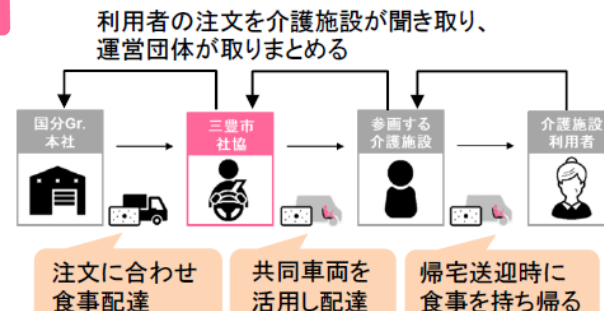 利用者の注文を介護施設が聞き取り、
運営団体が取りまとめる
国分Gr.
本社
三豊市
社協
参画する
介護施設
介護施設
利用者
注文に合わせ
食事配達
共同車両を
活用し配達
帰宅送迎時に
食事を持ち帰る